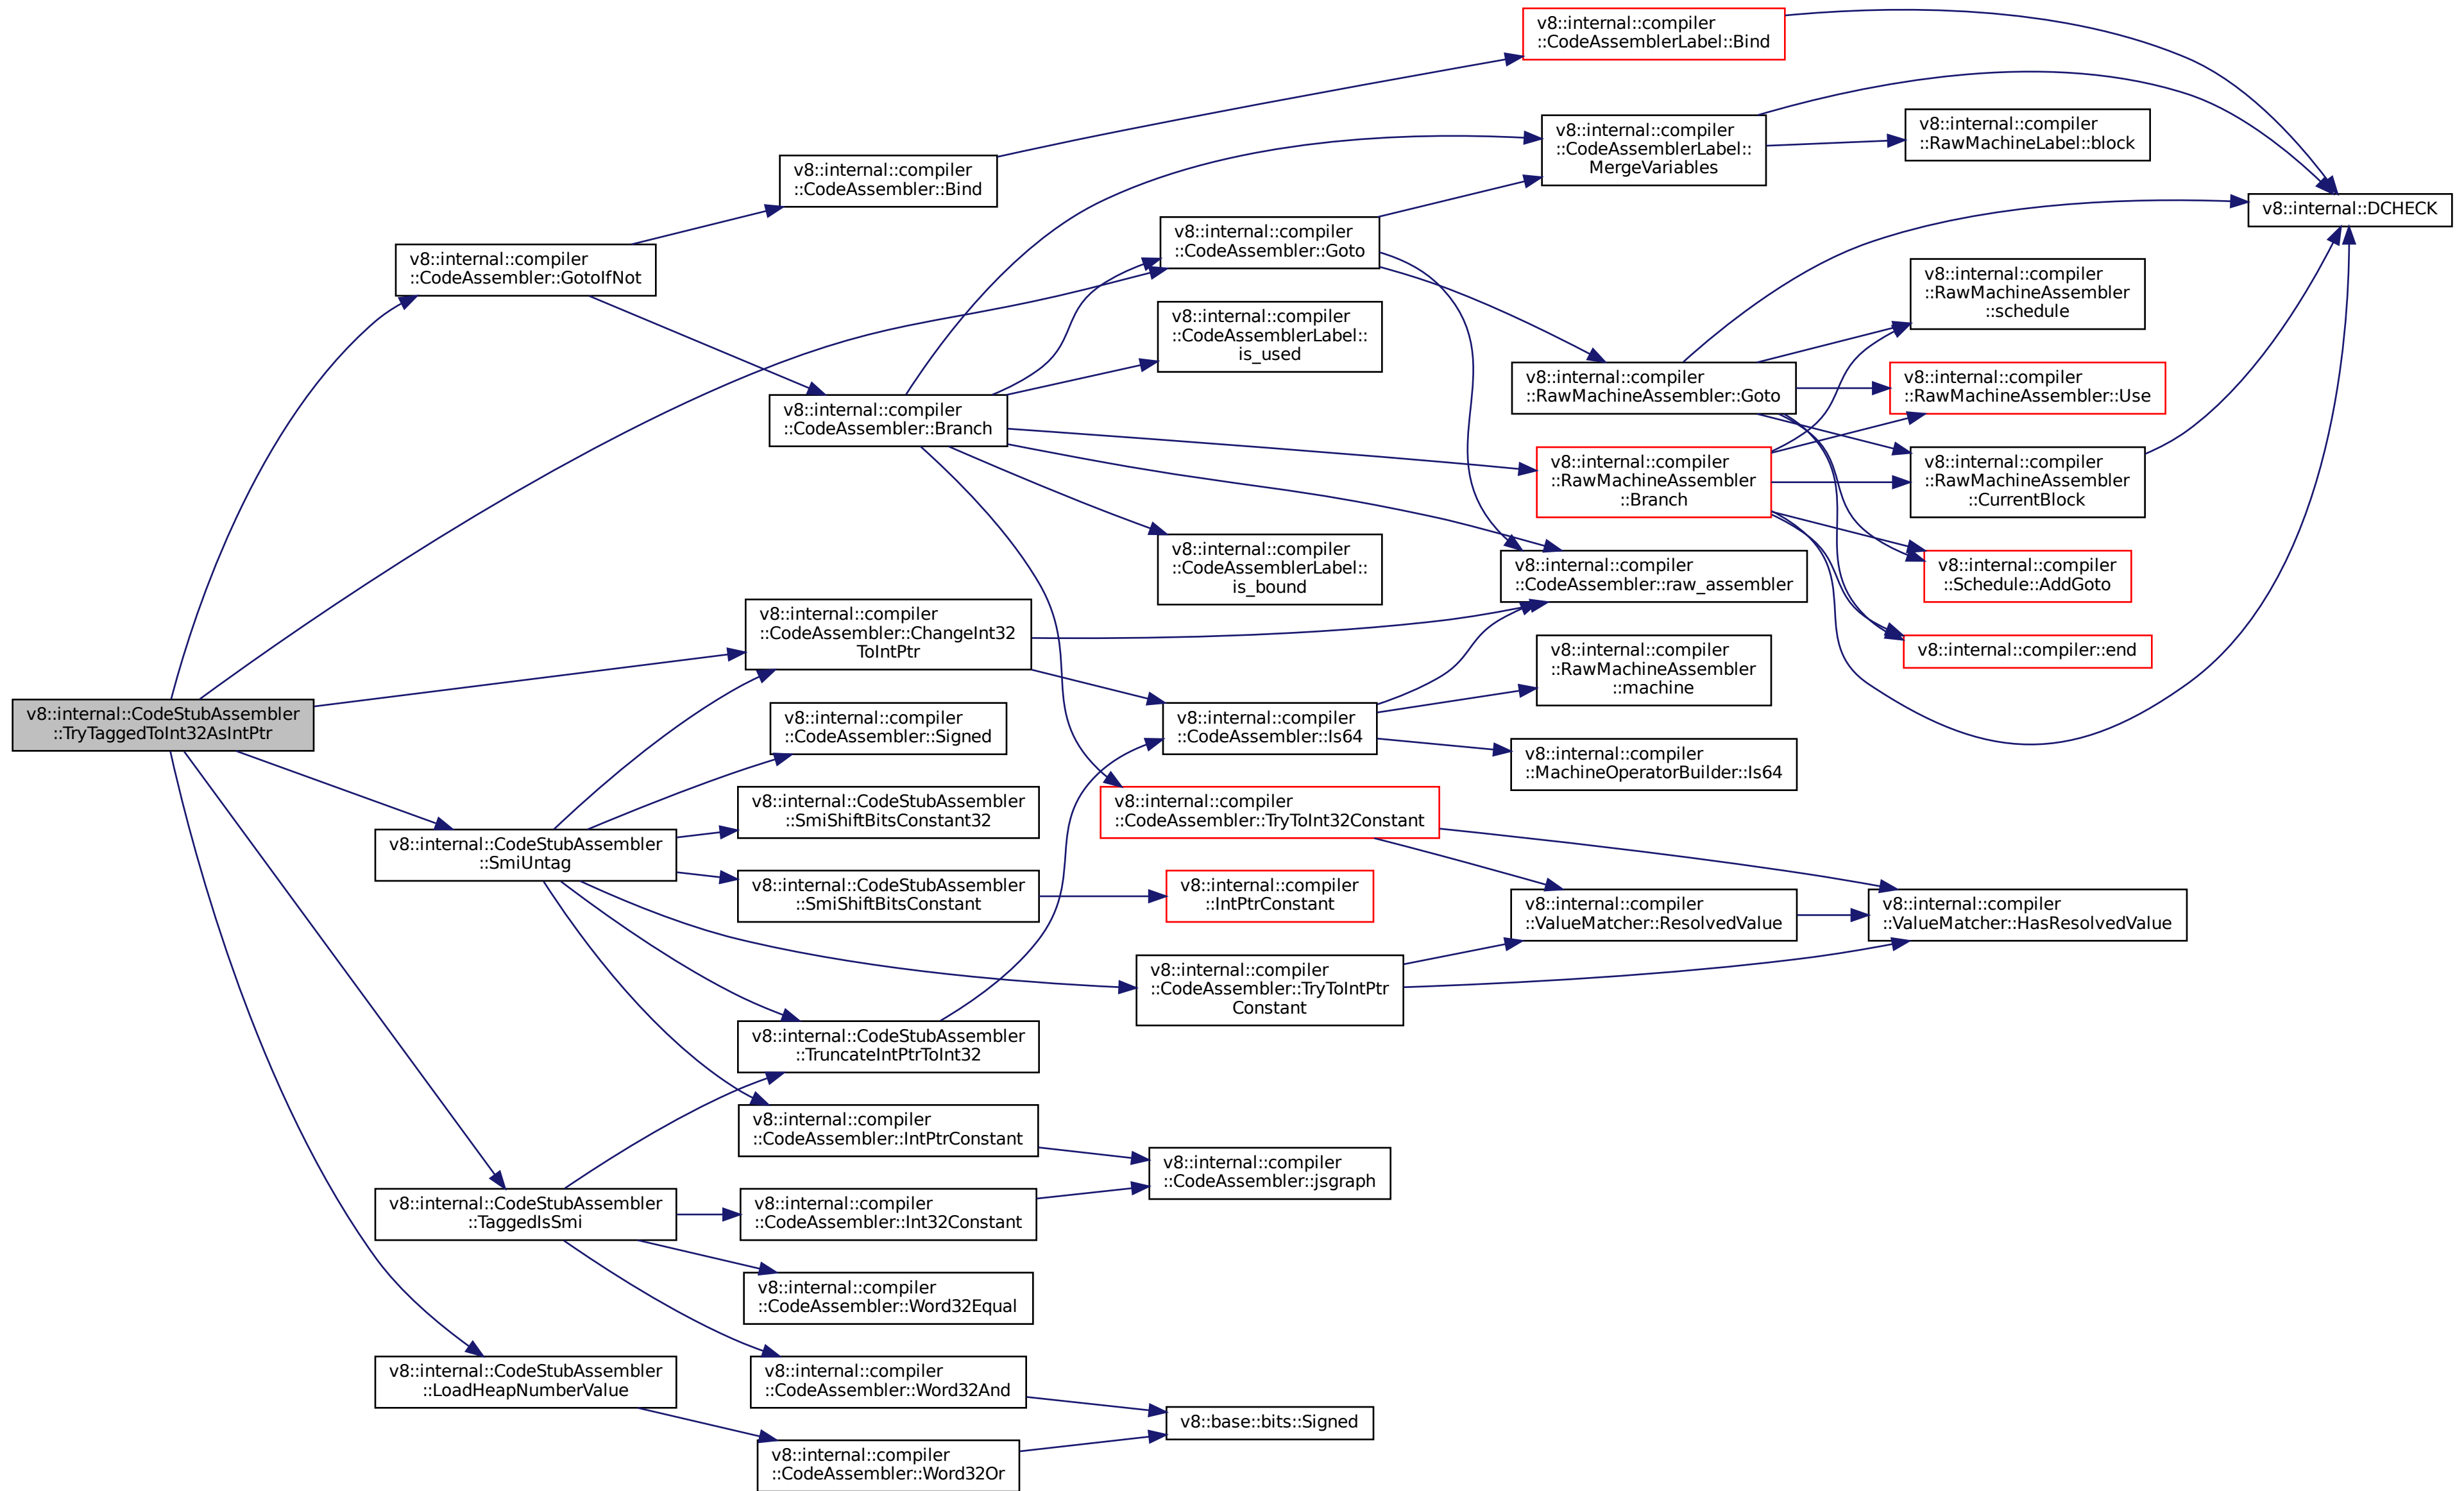 v8::internal::CodeStubAssembler
::TryTaggedToInt32AsIntPtr
v8::internal::compiler
::CodeAssembler::GotoIfNot
v8::internal::CodeStubAssembler
::SmiUntag
v8::internal::CodeStubAssembler
::TaggedIsSmi
v8::internal::CodeStubAssembler
::LoadHeapNumberValue
v8::internal::compiler
::CodeAssembler::Bind
v8::internal::compiler
::CodeAssembler::Branch
v8::internal::compiler
::CodeAssembler::ChangeInt32
ToIntPtr
v8::internal::compiler
::CodeAssembler::Signed
v8::internal::CodeStubAssembler
::SmiShiftBitsConstant32
v8::internal::CodeStubAssembler
::SmiShiftBitsConstant
v8::internal::CodeStubAssembler
::TruncateIntPtrToInt32
v8::internal::compiler
::CodeAssembler::IntPtrConstant
v8::internal::compiler
::CodeAssembler::Int32Constant
v8::internal::compiler
::CodeAssembler::Word32Equal
v8::internal::compiler
::CodeAssembler::Word32And
v8::internal::compiler
::CodeAssembler::Word32Or
v8::internal::compiler
::CodeAssembler::Goto
v8::internal::compiler
::CodeAssemblerLabel::
is_used
v8::internal::compiler
::CodeAssemblerLabel::
is_bound
v8::internal::compiler
::CodeAssembler::Is64
v8::internal::compiler
::CodeAssembler::TryToInt32Constant
v8::internal::compiler
::IntPtrConstant
v8::internal::compiler
::CodeAssembler::TryToIntPtr
Constant
v8::internal::compiler
::CodeAssembler::jsgraph
v8::base::bits::Signed
v8::internal::compiler
::CodeAssemblerLabel::Bind
v8::internal::compiler
::CodeAssemblerLabel::
MergeVariables
v8::internal::compiler
::RawMachineAssembler::Goto
v8::internal::compiler
::RawMachineAssembler
::Branch
v8::internal::compiler
::CodeAssembler::raw_assembler
v8::internal::compiler
::RawMachineAssembler
::machine
v8::internal::compiler
::MachineOperatorBuilder::Is64
v8::internal::compiler
::ValueMatcher::ResolvedValue
v8::internal::compiler
::RawMachineLabel::block
v8::internal::compiler
::RawMachineAssembler
::schedule
v8::internal::compiler
::RawMachineAssembler::Use
v8::internal::compiler
::RawMachineAssembler
::CurrentBlock
v8::internal::compiler
::Schedule::AddGoto
v8::internal::compiler::end
v8::internal::compiler
::ValueMatcher::HasResolvedValue
v8::internal::DCHECK